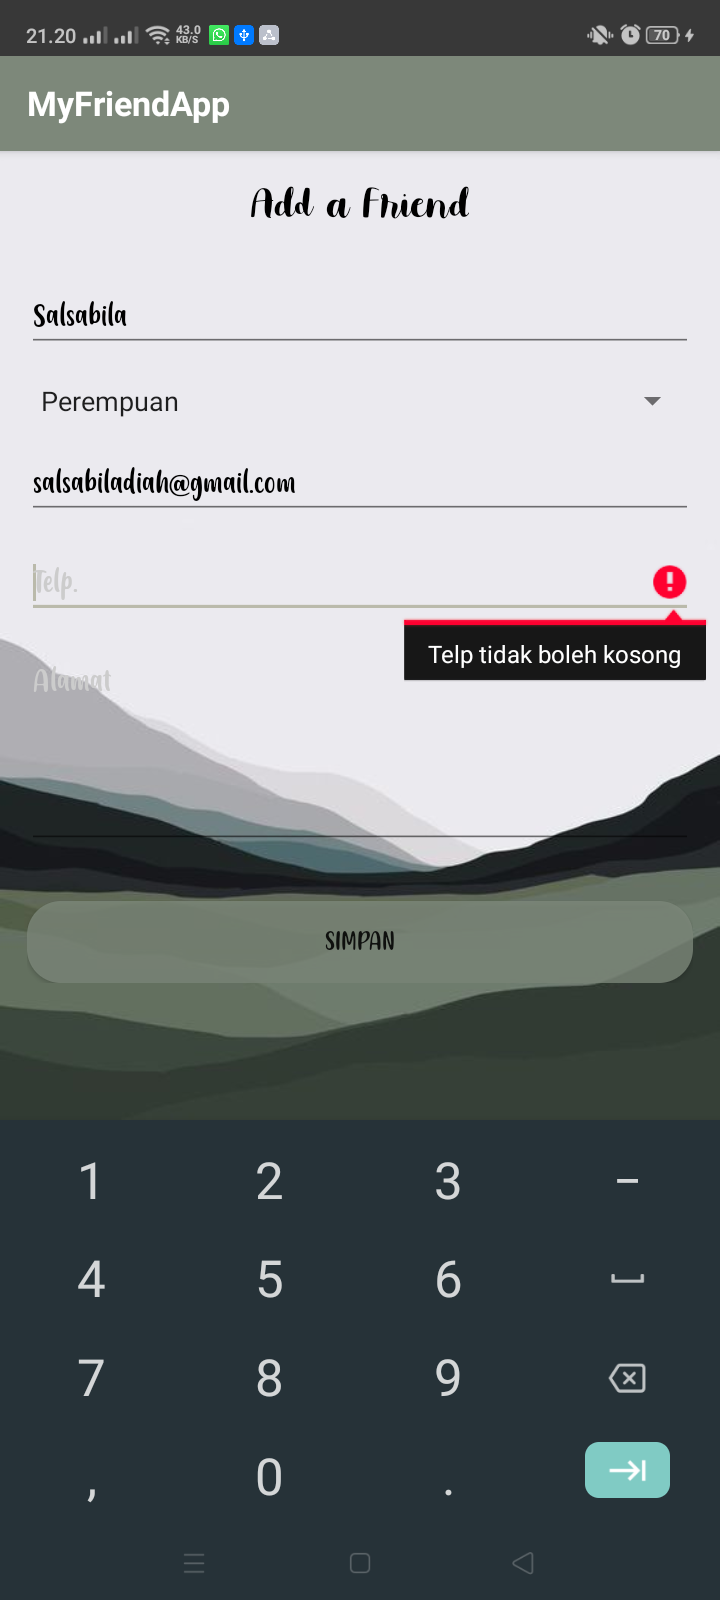 21.20 43.0 KB/S 70
MyFriendApp
Add a Friend
Salsabila
Perempuan
salsabiladiah@gmail.com
Telp.
Telp tidak boleh kosong
Alamat
SIMPAN
1 2 3 –
4 5 6
7 8 9
, 0 .